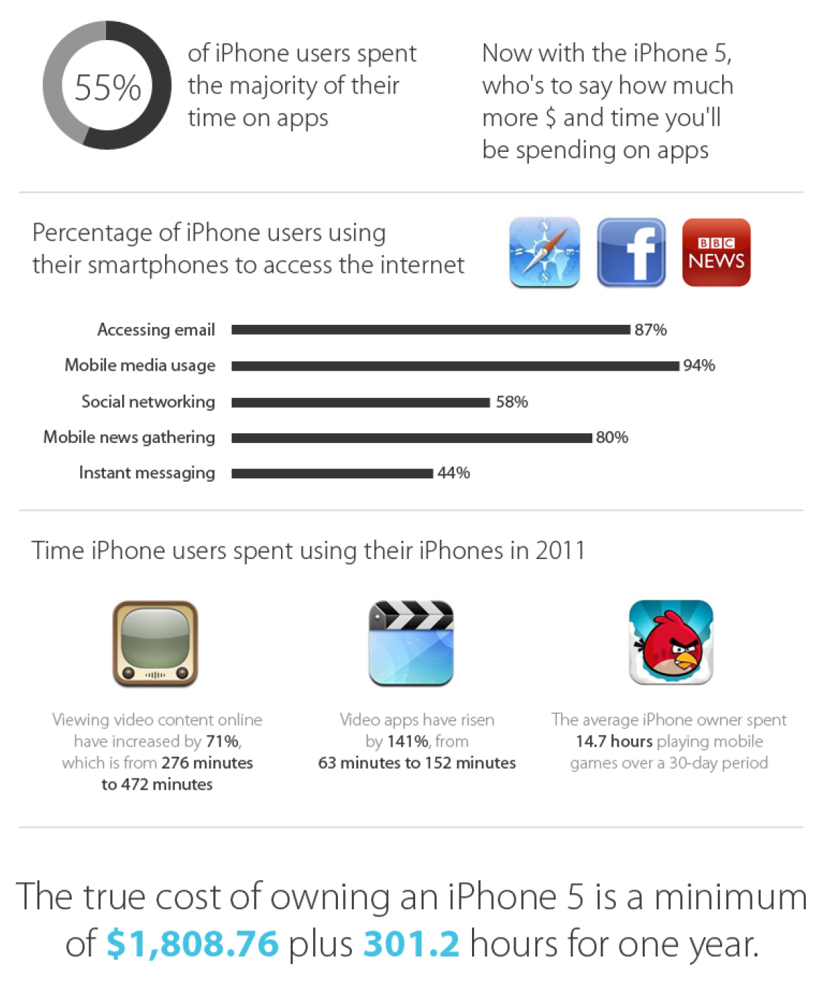 55%
of iPhone users spent
the majority of their
time on apps
Now with the iPhone 5,
who's to say how much
more $ and time you'll
be spending on apps
Percentage of iPhone users using
their smartphones to access the internet
N
f
BBC
NEWS
Accessing email 87%
Mobile media usage 94%
Social networking 58%
Mobile news gathering 80%
Instant messaging 44%
Time iPhone users spent using their iPhones in 2011
Viewing video content online
have increased by 71%,
which is from 276 minutes
to 472 minutes
Video apps have risen
by 141%, from
63 minutes to 152 minutes
The average iPhone owner spent
14.7 hours playing mobile
games over a 30-day period
The true cost of owning an iPhone 5 is a minimum
of $1,808.76 plus 301.2 hours for one year.